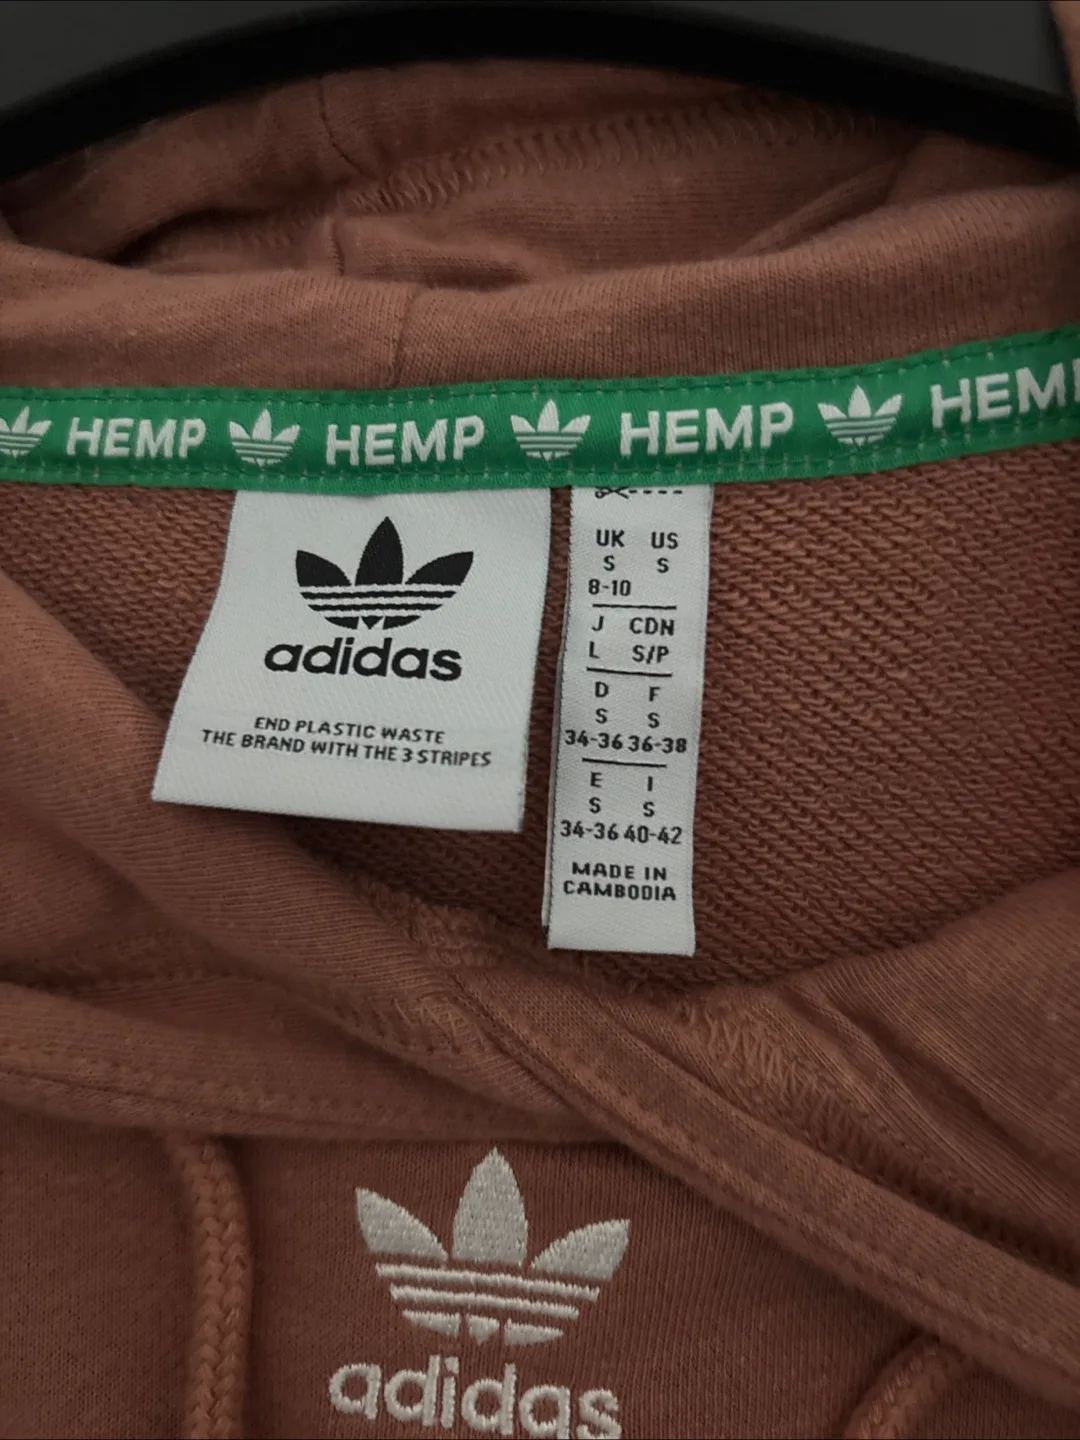 HEMP HEMP HEMP HEMP
adidas
END PLASTIC WASTE
THE BRAND WITH THE 3 STRIPES
UK US
S S
8-10
J CDN
L S/P
D F
S S
34-36 36-38
E I
S S
34-36 40-42
MADE IN
CAMBODIA
adidas